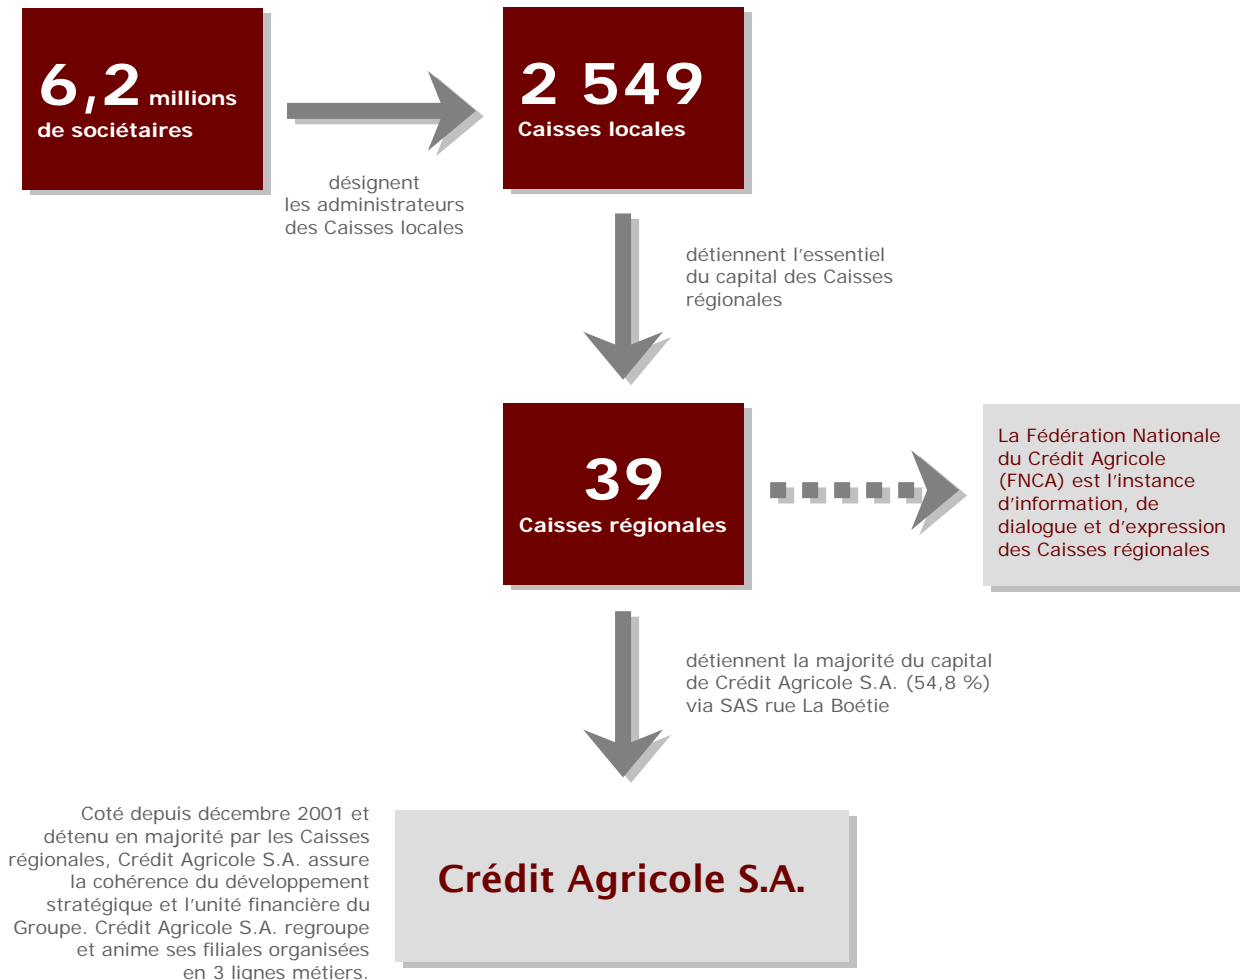 6,2 millions
de sociétaires
2 549
Caisses locales
désignent
les administrateurs
des Caisses locales
détiennent l'essentiel
du capital des Caisses
régionales
39
Caisses régionales
La Fédération Nationale
du Crédit Agricole
(FNCA) est l'instance
d'information, de
dialogue et d'expression
des Caisses régionales
détiennent la majorité du capital
de Crédit Agricole S.A. (54,8 %)
via SAS rue La Boétie
Coté depuis décembre 2001 et
détenu en majorité par les Caisses
régionales, Crédit Agricole S.A. assure
la cohérence du développement
stratégique et l'unité financière du
Groupe. Crédit Agricole S.A. regroupe
et anime ses filiales organisées
en 3 lignes métiers.
Crédit Agricole S.A.